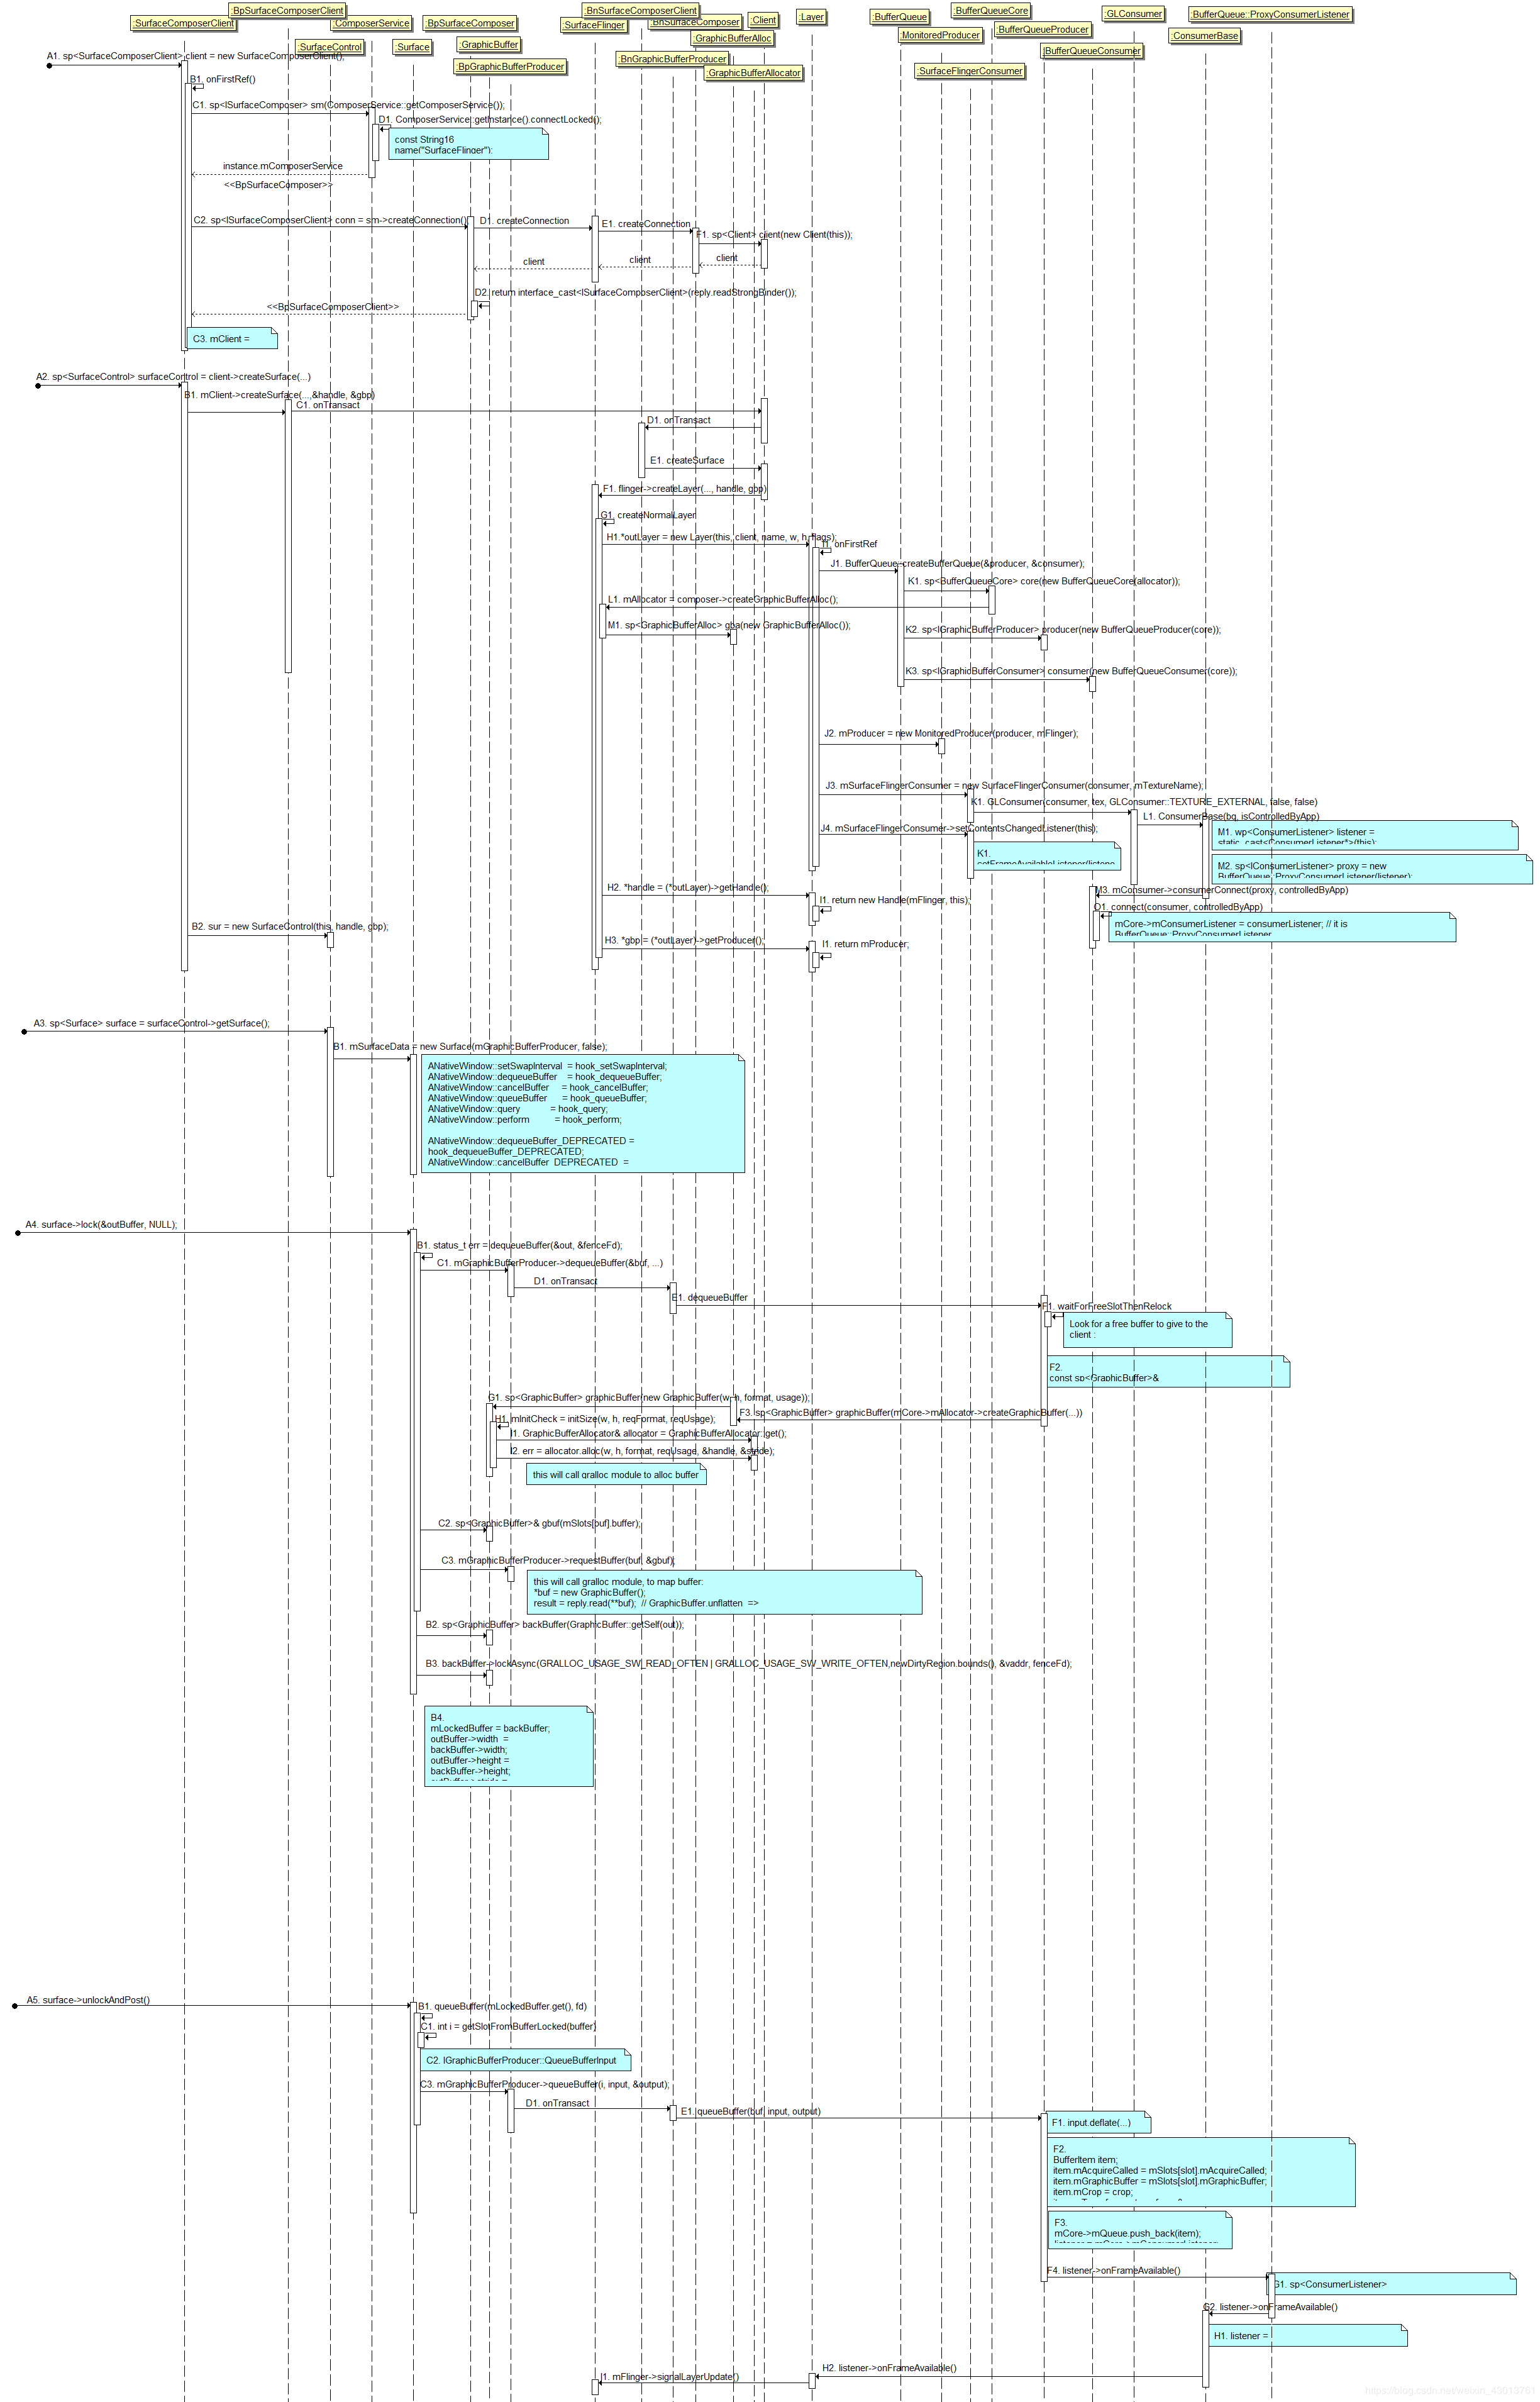 :BpSurfaceComposerClient
:BnSurfaceComposerClient
:SurfaceComposerClient
:ComposerService
:BpSurfaceComposer
:SurfaceFlinger
:BnSurfaceComposer
:Client
:Layer
:BufferQueue
:BufferQueueCore
:GLConsumer
:BufferQueue::ProxyConsumerListener
:SurfaceControl
:Surface
:GraphicBuffer
:GraphicBufferAlloc
:MonitoredProducer
:BufferQueueProducer
:ConsumerBase
:BpGraphicBufferProducer
:BnGraphicBufferProducer
:GraphicBufferAllocator
:BufferQueueConsumer
:SurfaceFlingerConsumer
A1. sp<SurfaceComposerClient> client = new SurfaceComposerClient();
B1. onFirstRef()
C1. sp<ISurfaceComposer> sm(ComposerService::getComposerService());
D1. ComposerService::getInstance().connectLocked();
const String16
name("SurfaceFlinger");
instance.mComposerService
<<BpSurfaceComposer>>
C2. sp<ISurfaceComposerClient> conn = sm->createConnection()
D1. createConnection
E1. createConnection
F1. sp<Client> client(new Client(this));
client
client
client
D2. return interface_cast<ISurfaceComposerClient>(reply.readStrongBinder());
<<BpSurfaceComposerClient>>
C3. mClient =
A2. sp<SurfaceControl> surfaceControl = client->createSurface(...)
B1. mClient->createSurface(...,&handle, &gbp)
C1. onTransact
D1. onTransact
E1. createSurface
F1. flinger->createLayer(..., handle, gbp)
G1. createNormalLayer
H1.*outLayer = new Layer(this, client, name, w, h, flags);
I1. onFirstRef
J1. BufferQueue::createBufferQueue(&producer, &consumer);
K1. sp<BufferQueueCore> core(new BufferQueueCore(allocator));
L1. mAllocator = composer->createGraphicBufferAlloc();
M1. sp<GraphicBufferAlloc> gba(new GraphicBufferAlloc());
K2. sp<IGraphicBufferProducer> producer(new BufferQueueProducer(core));
K3. sp<IGraphicBufferConsumer> consumer(new BufferQueueConsumer(core));
J2. mProducer = new MonitoredProducer(producer, mFlinger);
J3. mSurfaceFlingerConsumer = new SurfaceFlingerConsumer(consumer, mTextureName);
K1. GLConsumer(consumer, tex, GLConsumer::TEXTURE_EXTERNAL, false, false)
L1. ConsumerBase(bq, isControlledByApp)
J4. mSurfaceFlingerConsumer->setContentsChangedListener(this);
M1. wp<ConsumerListener> listener =
static_cast<ConsumerListener*>(this);
K1.
setFrameAvailableListener(listene
M2. sp<IConsumerListener> proxy = new
BufferQueue::ProxyConsumerListener(listener);
H2. *handle = (*outLayer)->getHandle();
M3. mConsumer->consumerConnect(proxy, controlledByApp)
I1. return new Handle(mFlinger, this);
O1. connect(consumer, controlledByApp)
mCore->mConsumerListener = consumerListener; // it is
BufferQueue::ProxyConsumerListener
B2. sur = new SurfaceControl(this, handle, gbp);
H3. *gbp = (*outLayer)->getProducer();
I1. return mProducer;
A3. sp<Surface> surface = surfaceControl->getSurface();
B1. mSurfaceData = new Surface(mGraphicBufferProducer, false);
ANativeWindow::setSwapInterval = hook_setSwapInterval;
ANativeWindow::dequeueBuffer = hook_dequeueBuffer;
ANativeWindow::cancelBuffer = hook_cancelBuffer;
ANativeWindow::queueBuffer = hook_queueBuffer;
ANativeWindow::query = hook_query;
ANativeWindow::perform = hook_perform;
ANativeWindow::dequeueBuffer_DEPRECATED =
hook_dequeueBuffer_DEPRECATED;
ANativeWindow::cancelBuffer_DEPRECATED =
A4. surface->lock(&outBuffer, NULL);
B1. status_t err = dequeueBuffer(&out, &fenceFd);
C1. mGraphicBufferProducer->dequeueBuffer(&buf, ...)
D1. onTransact
E1. dequeueBuffer
F1. waitForFreeSlotThenRelock
Look for a free buffer to give to the
client :
F2.
const sp<GraphicBuffer>&
G1. sp<GraphicBuffer> graphicBuffer(new GraphicBuffer(w, h, format, usage));
F3. sp<GraphicBuffer> graphicBuffer(mCore->mAllocator->createGraphicBuffer(...))
H1. mInitCheck = initSize(w, h, reqFormat, reqUsage);
I1. GraphicBufferAllocator& allocator = GraphicBufferAllocator::get();
I2. err = allocator.alloc(w, h, format, reqUsage, &handle, &stride);
this will call gralloc module to alloc buffer
C2. sp<GraphicBuffer>& gbuf(mSlots[buf].buffer);
C3. mGraphicBufferProducer->requestBuffer(buf, &gbuf);
this will call gralloc module, to map buffer:
*buf = new GraphicBuffer();
result = reply.read(**buf); // GraphicBuffer.unflatten =>
B2. sp<GraphicBuffer> backBuffer(GraphicBuffer::getSelf(out));
B3. backBuffer->lockAsync(GRALLOC_USAGE_SW_READ_OFTEN | GRALLOC_USAGE_SW_WRITE_OFTEN,newDirtyRegion.bounds(), &vaddr, fenceFd);
B4.
mLockedBuffer = backBuffer;
outBuffer->width =
backBuffer->width;
outBuffer->height =
backBuffer->height;
outBuffer->stride =
A5. surface->unlockAndPost()
B1. queueBuffer(mLockedBuffer.get(), fd)
C1. int i = getSlotFromBufferLocked(buffer)
C2. IGraphicBufferProducer::QueueBufferInput
C3. mGraphicBufferProducer->queueBuffer(i, input, &output);
D1. onTransact
E1. queueBuffer(buf, input, output)
F1. input.deflate(...)
F2.
BufferItem item;
item.mAcquireCalled = mSlots[slot].mAcquireCalled;
item.mGraphicBuffer = mSlots[slot].mGraphicBuffer;
item.mCrop = crop;
F3.
mCore->mQueue.push_back(item);
listener = mCore->mConsumerListener;
F4. listener->onFrameAvailable()
G1. sp<ConsumerListener>
G2. listener->onFrameAvailable()
H1. listener =
H2. listener->onFrameAvailable()
I1. mFlinger->signalLayerUpdate()